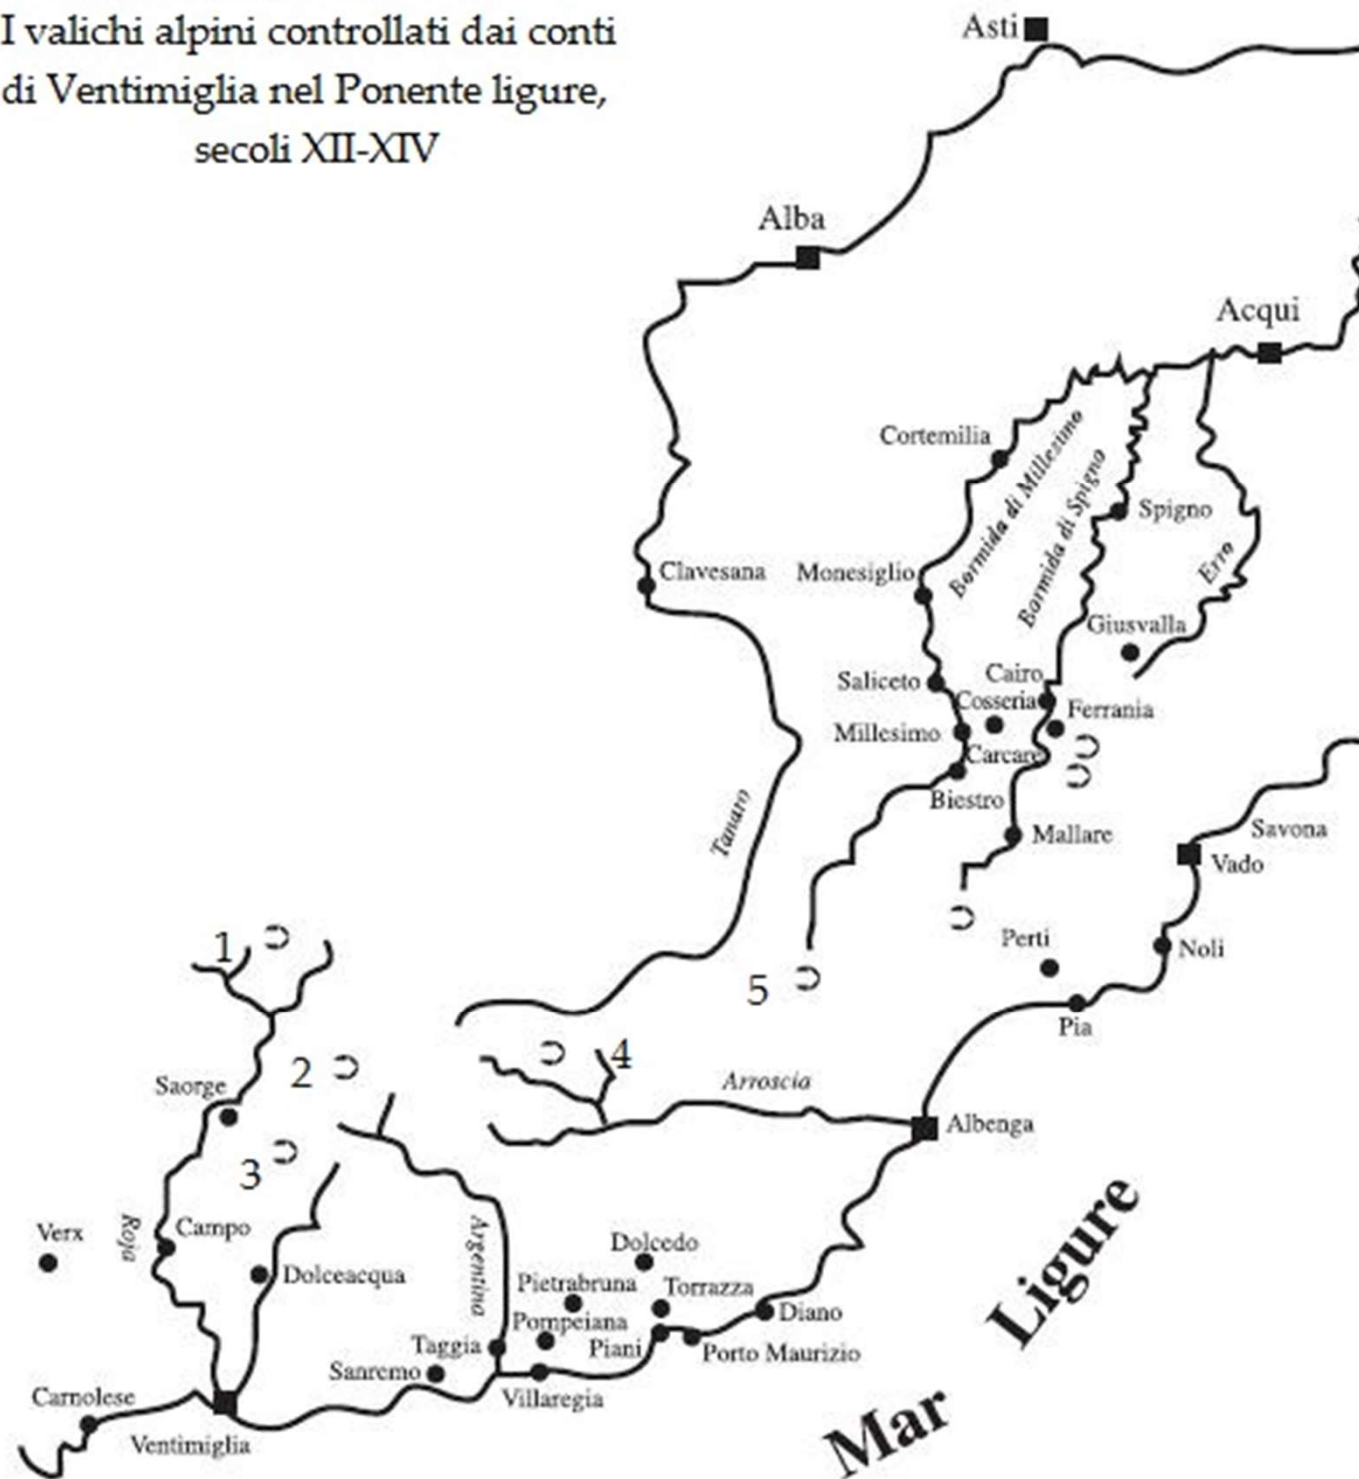 I valichi alpini controllati dai conti
di Ventimiglia nel Ponente ligure,
secoli XII-XIV
Asti
Alba
Acqui
Cortemilia
Bormida di Millesimo
Bormida di Spigno
Spigno
Erro
Clavesana
Monesiglio
Giusvalla
Saliceto
Cairo
Cosseria
Ferrania
Millesimo
Carcare
Biestro
Tanaro
Mallare
Savona
Vado
1
Perti
Noli
5
Pia
2
4
Saorge
Arroscia
Albenga
3
Verx
Roja
Campo
Dolceacqua
Argentina
Dolcedo
Pietrabruna
Torrazza
Pompeiana
Diano
Taggia
Piani
Porto Maurizio
Sanremo
Villaregia
Carnolese
Ventimiglia
Mar
Ligure